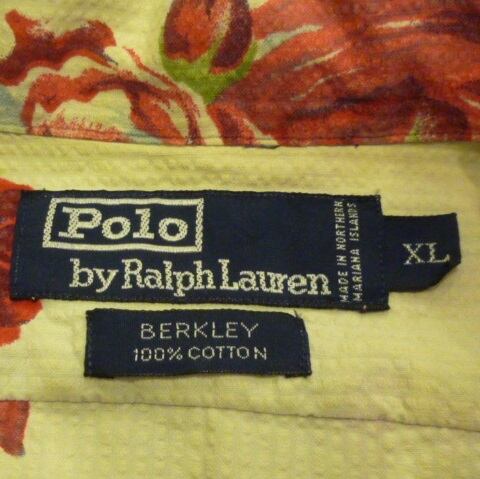 Polo
by Ralph Lauren
MADE IN NORTHERN
MARIANA ISLANDS
XL
BERKLEY
100% COTTON